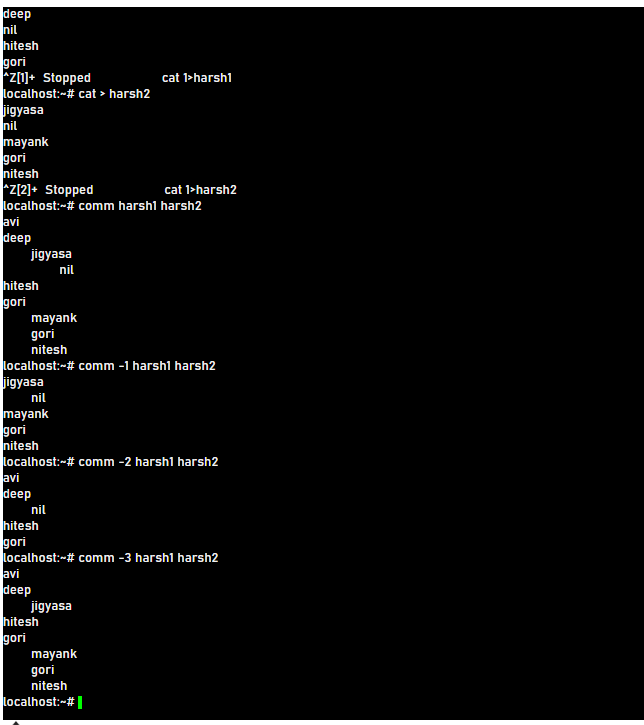 deep
nil
hitesh
gori
^Z[1]+  Stopped                 cat 1>harsh1
localhost:~# cat > harsh2
jigyasa
nil
mayank
gori
nitesh
^Z[2]+  Stopped                 cat 1>harsh2
localhost:~# comm harsh1 harsh2
avi
deep
        jigyasa
                nil
hitesh
gori
        mayank
        gori
        nitesh
localhost:~# comm -1 harsh1 harsh2
jigyasa
        nil
mayank
gori
nitesh
localhost:~# comm -2 harsh1 harsh2
avi
deep
        nil
hitesh
gori
localhost:~# comm -3 harsh1 harsh2
avi
deep
        jigyasa
hitesh
gori
        mayank
        gori
        nitesh
localhost:~#